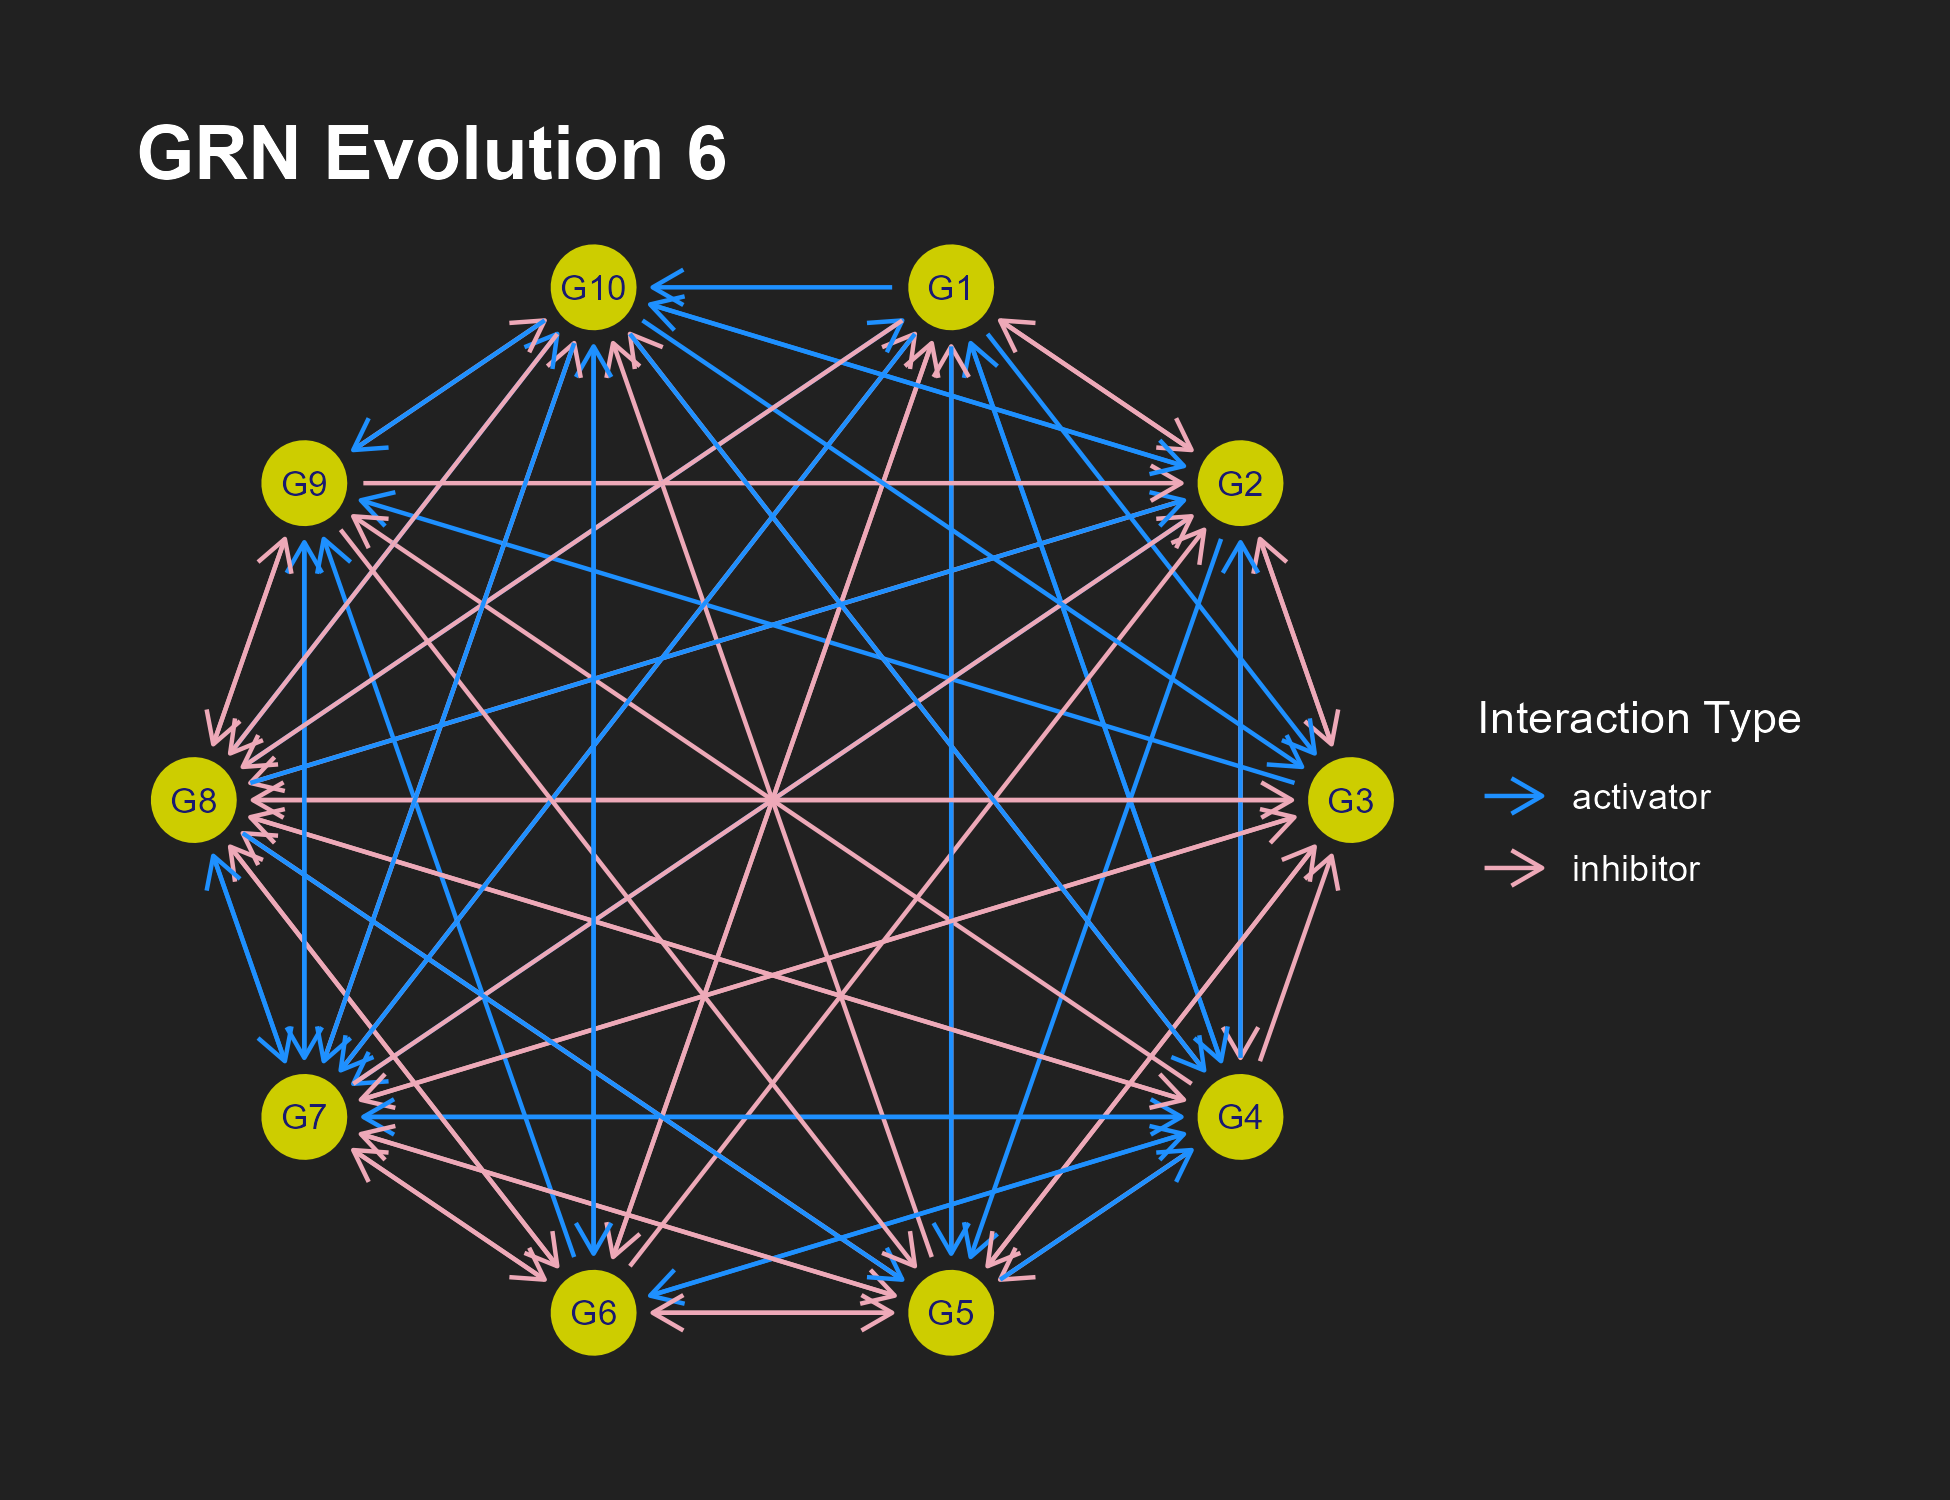 GRN Evolution 6
G10
G1
G9
G2
Interaction Type
activator
G8
G3
inhibitor
G7
G4
G6
G5